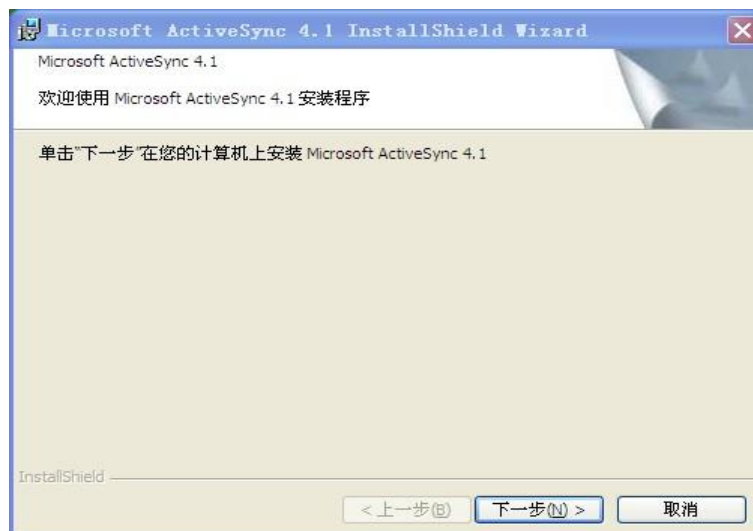 Microsoft ActiveSync 4.1 InstallShield Wizard
Microsoft ActiveSync 4.1
欢迎使用 Microsoft ActiveSync 4.1 安装程序
单击"下一步"在您的计算机上安装 Microsoft ActiveSync 4.1
InstallShield
< 上一步(B) 下一步(N) > 取消